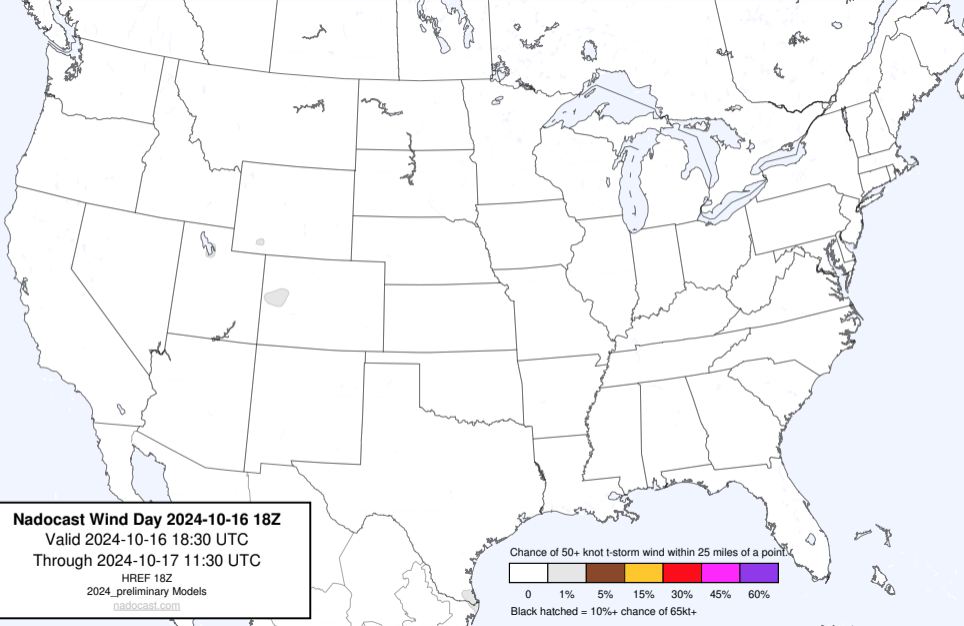 Nadocast Wind Day 2024-10-16 18Z
Valid 2024-10-16 18:30 UTC
Through 2024-10-17 11:30 UTC
HREF 18Z
2024_preliminary Models
nadocast.com
Chance of 50+ knot t-storm wind within 25 miles of a point.
0 1% 5% 15% 30% 45% 60%
Black hatched = 10%+ chance of 65kt+